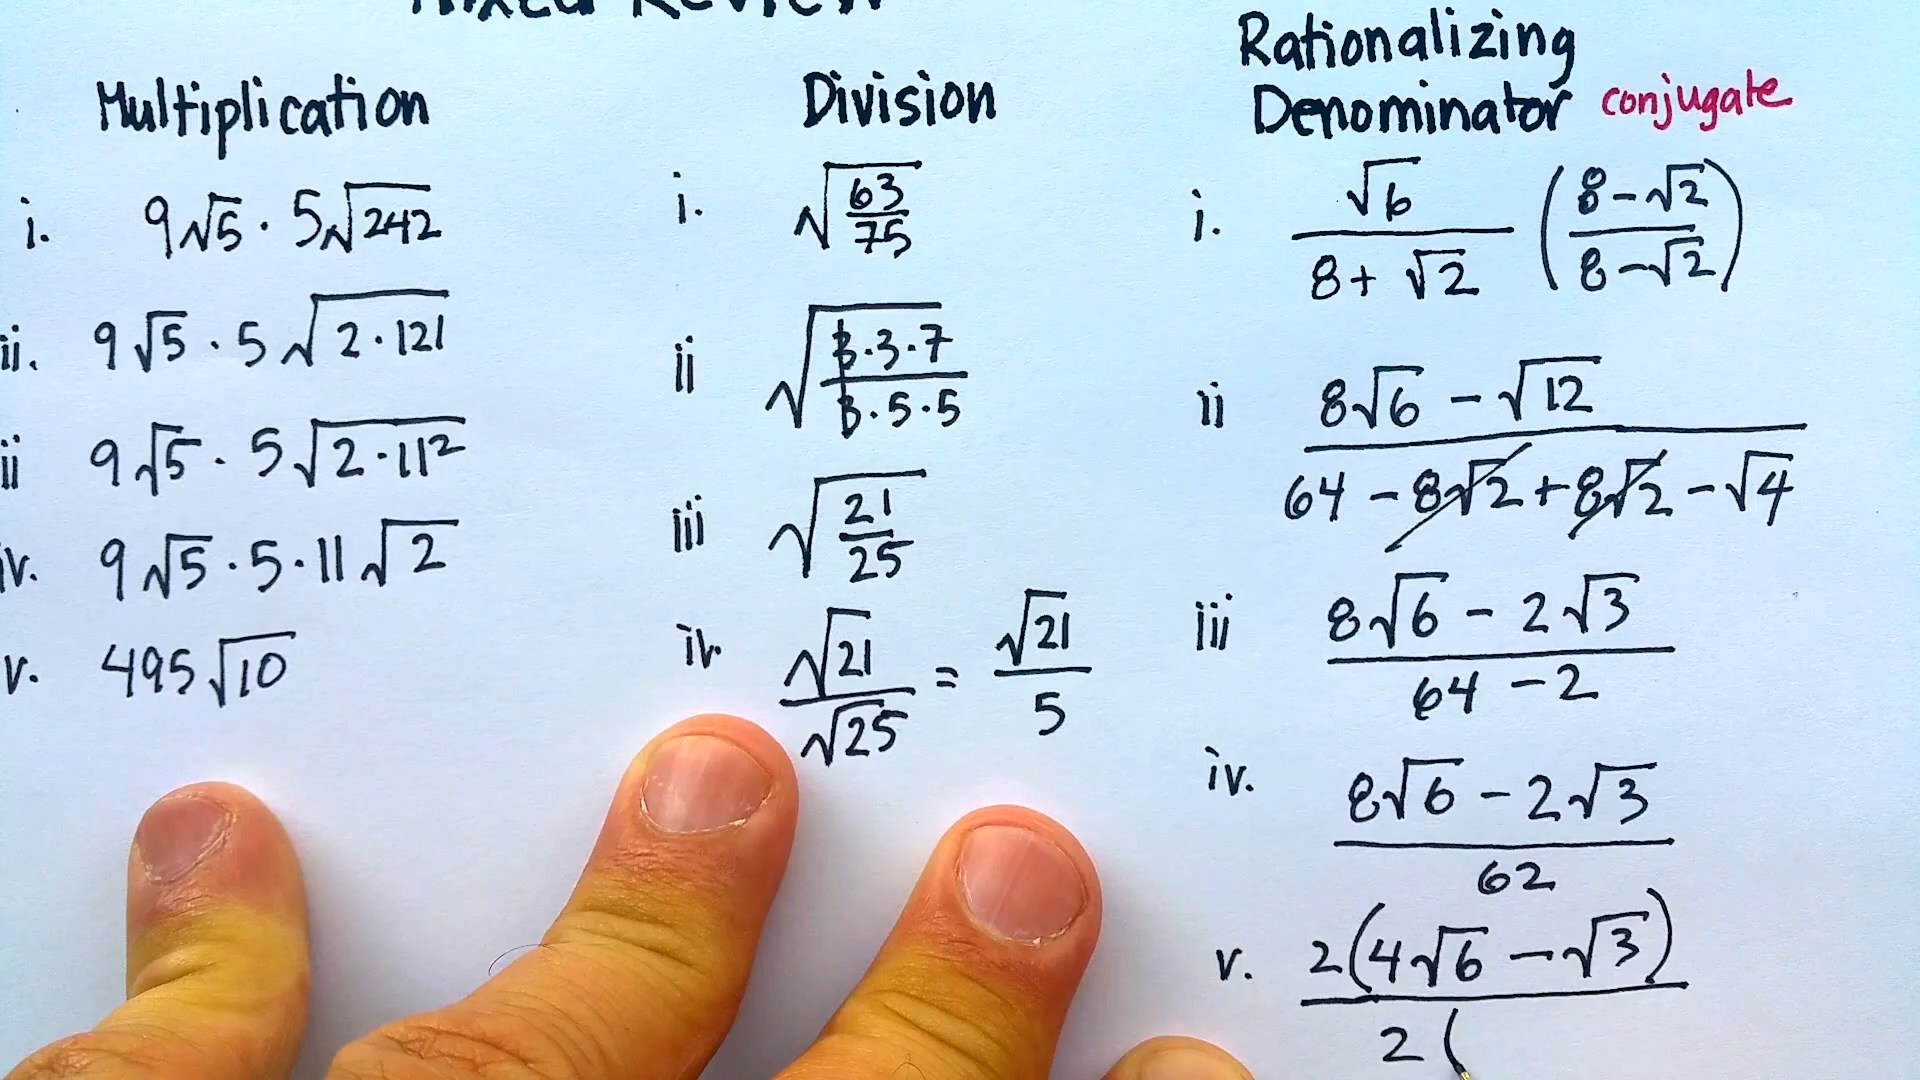 Mixed Review
Multiplication
i. 9√5 · 5√242
ii. 9√5 · 5√(2·121)
ii 9√5 · 5√(2·11²)
iv. 9√5 · 5 · 11√2
v. 495√10
Division
i. √(63/75)
ii √((3·3·7)/(3·5·5))
iii √(21/25)
iv √21/√25 = √21/5
Rationalizing
Denominator conjugate
i. √6/(8+√2) ((8-√2)/(8-√2))
ii (8√6 - √12)/(64 - 8√2 + 8√2 - √4)
iii (8√6 - 2√3)/(64 - 2)
iv. (8√6 - 2√3)/62
v. 2(4√6 - √3)/2(